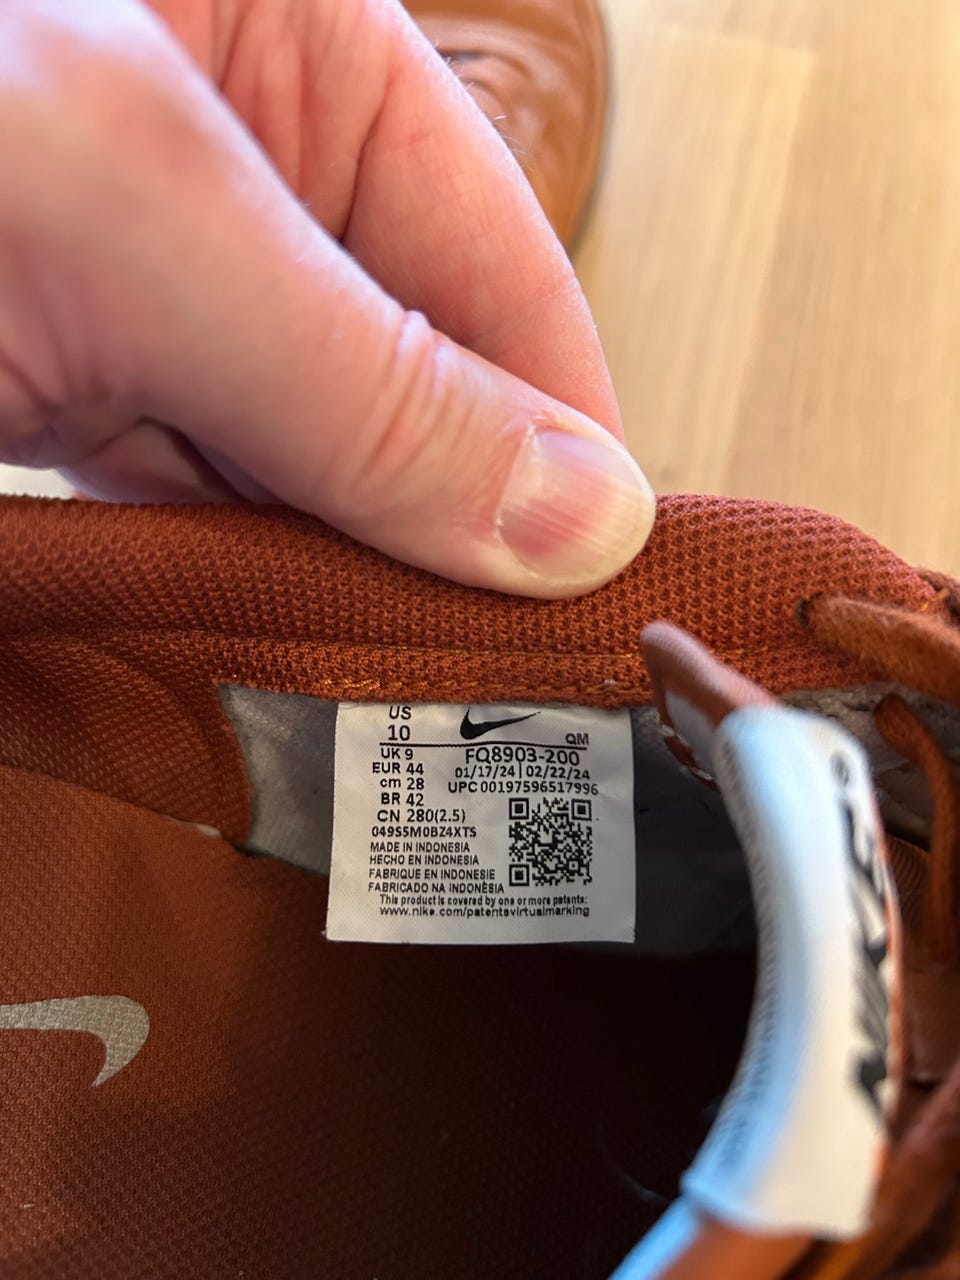 US
10
QM
UK 9
FQ8903-200
EUR 44
01/17/24 | 02/22/24
cm 28
UPC 00197596517996
BR 42
CN 280(2.5)
049S5M0BZ4XTS
MADE IN INDONESIA
HECHO EN INDONESIA
FABRIQUE EN INDONESIE
FABRICADO NA INDONÈSIA
This product is covered by one or more patents:
www.nike.com/patentsvirtualmarking